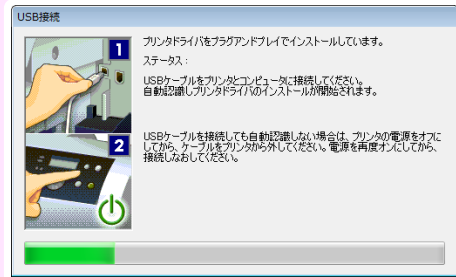 USB接続
1
プリンタドライバをプラグアンドプレイでインストールしています。
ステータス：
USBケーブルをプリンタとコンピュータに接続してください。
自動認識しプリンタドライバのインストールが開始されます。
2
USBケーブルを接続しても自動認識しない場合は、プリンタの電源をオフに
してから、ケーブルをプリンタから外してください。電源を再度オンにしてから、
接続しなおしてください。